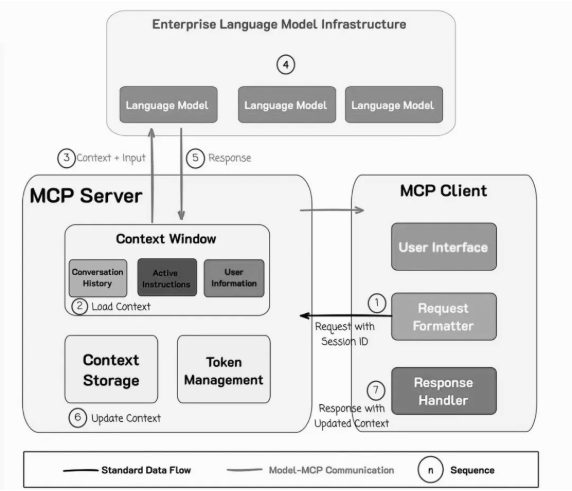 Enterprise Language Model Infrastructure
4
Language Model
Language Model
Language Model
3 Context + Input
5 Response
MCP Server
Context Window
Conversation
History
Active
Instructions
User
Information
2 Load Context
Context
Storage
Token
Management
6 Update Context
MCP Client
User Interface
1
Request
Formatter
Request with
Session ID
7
Response
Handler
Response with
Updated Context
Standard Data Flow
Model-MCP Communication
n Sequence